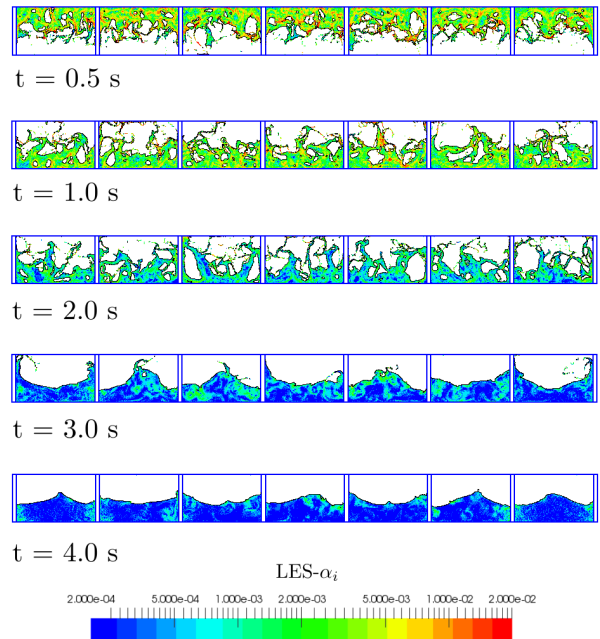 t = 0.5 s
t = 1.0 s
t = 2.0 s
t = 3.0 s
t = 4.0 s
LES-αi
2.000e-04 5.000e-04 1.000e-03 2.000e-03 5.000e-03 1.000e-02 2.000e-02